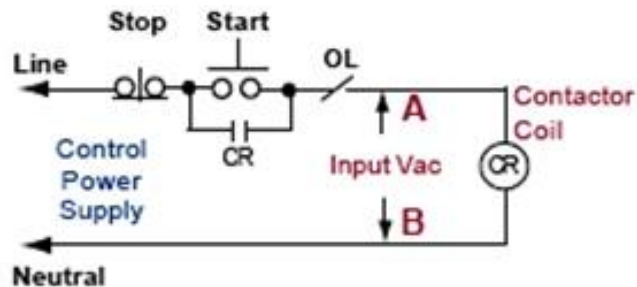 Stop
Start
Line
OL
A
Contactor
Coil
CR
Control
Power
Supply
CR
Input Vac
B
Neutral